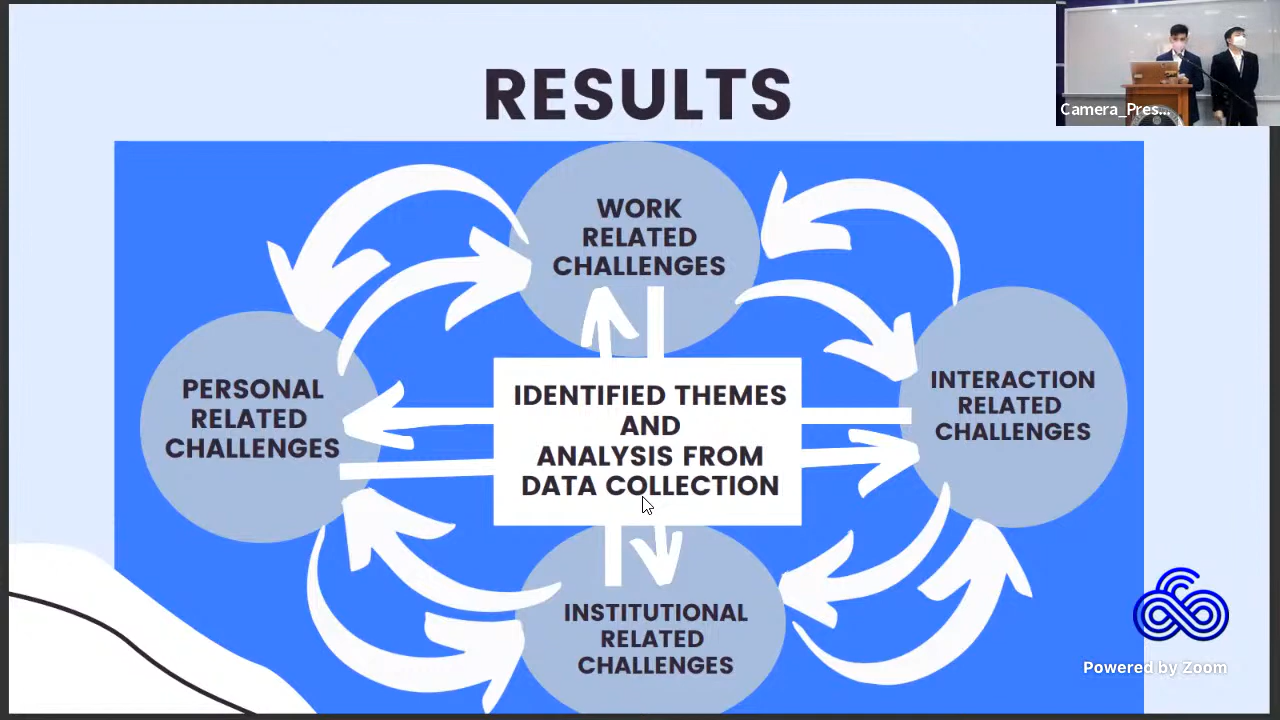 RESULTS
Camera_Pres...
WORK
RELATED
CHALLENGES
PERSONAL
RELATED
CHALLENGES
IDENTIFIED THEMES
AND
ANALYSIS FROM
DATA COLLECTION
INTERACTION
RELATED
CHALLENGES
INSTITUTIONAL
RELATED
CHALLENGES
Powered by Zoom